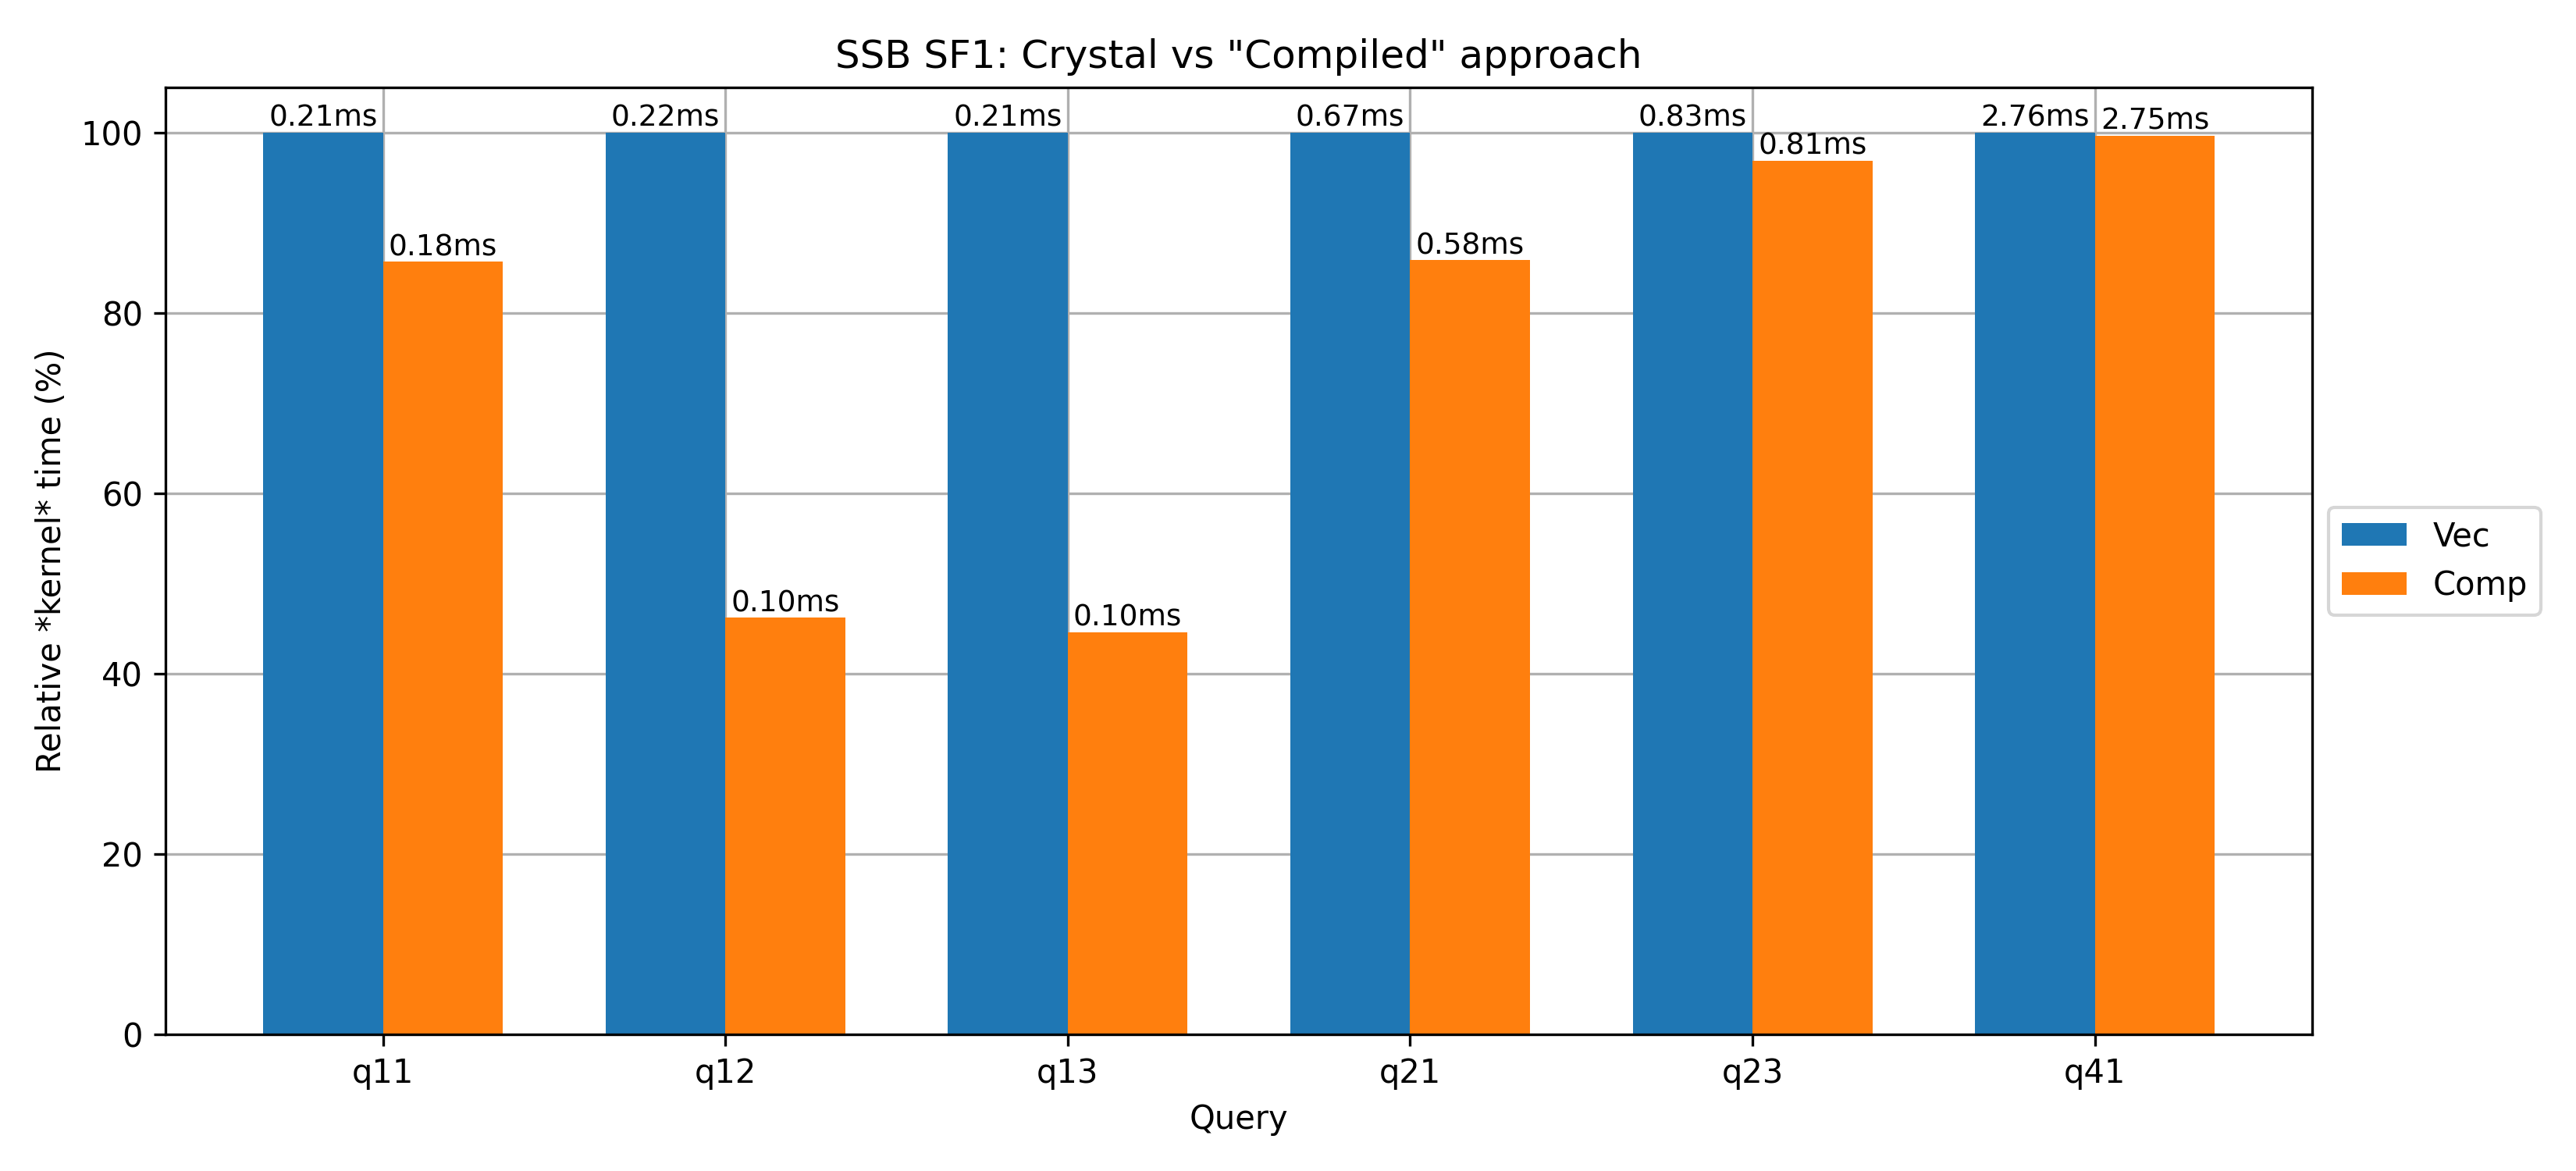 SSB SF1: Crystal vs "Compiled" approach
0.21ms 0.22ms 0.21ms 0.67ms 0.83ms 2.76ms 2.75ms
0.81ms
0.18ms 0.58ms
0.10ms 0.10ms
100
80
60
40
20
0
Relative *kernel* time (%)
q11 q12 q13 q21 q23 q41
Query
Vec
Comp